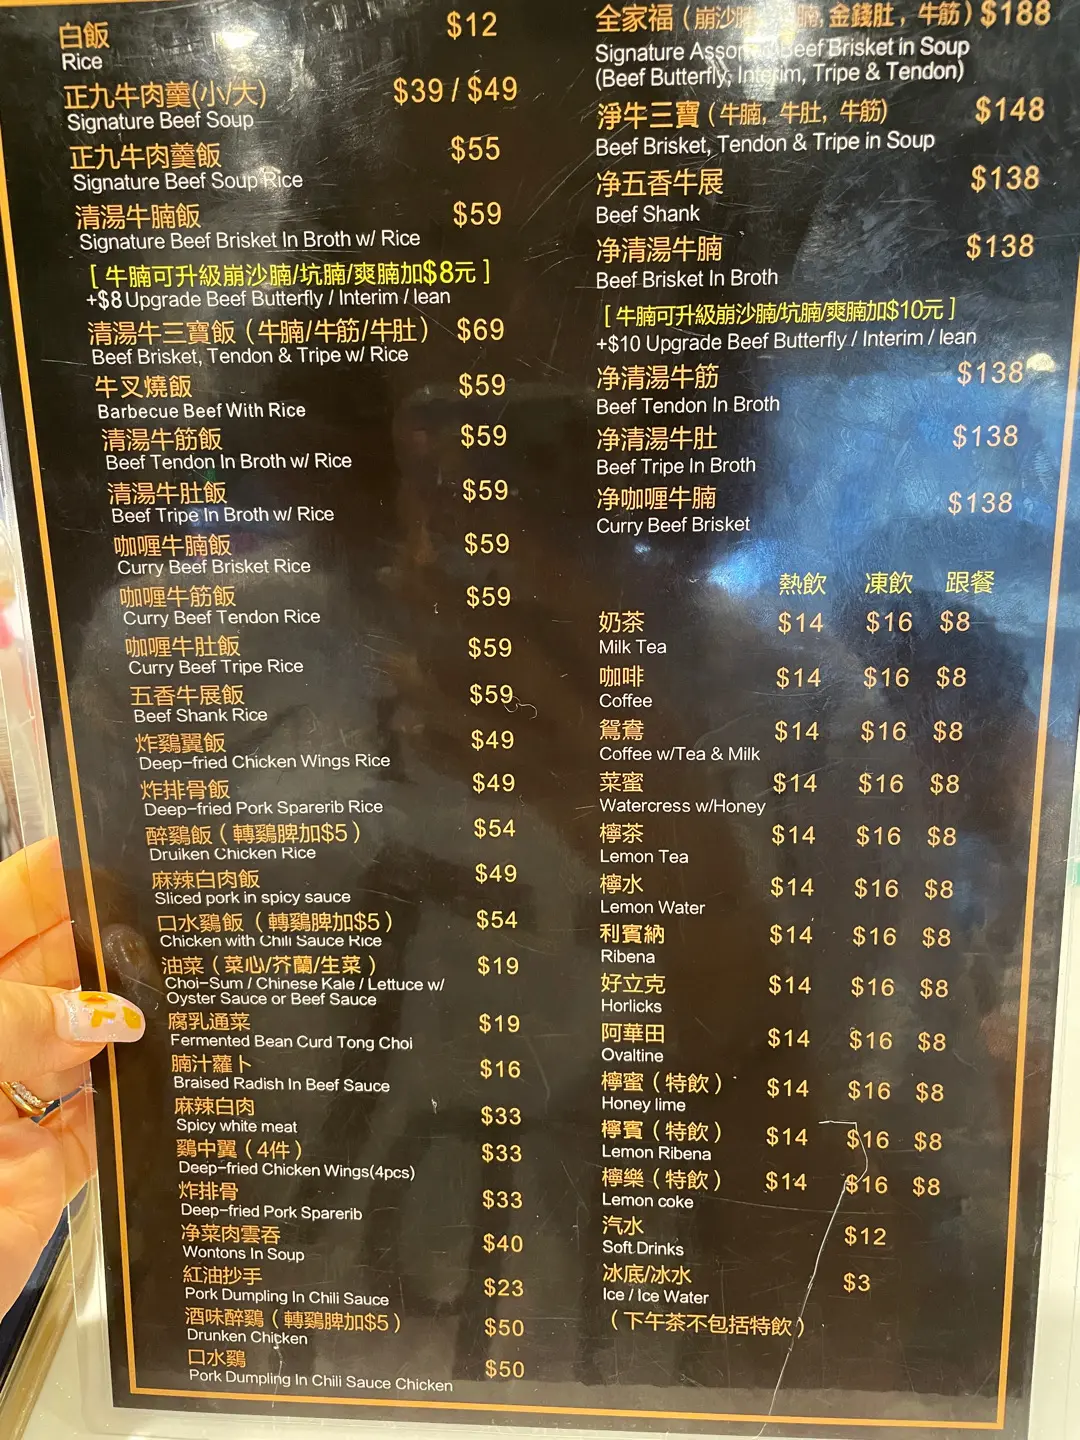 白飯 $12
Rice
正九牛肉羹(小/大) $39 / $49
Signature Beef Soup
正九牛肉羹飯 $55
Signature Beef Soup Rice
清湯牛腩飯 $59
Signature Beef Brisket In Broth w/ Rice
[ 牛腩可升級崩沙腩/坑腩/爽腩加$8元 ]
+$8 Upgrade Beef Butterfly / Interim / lean
清湯牛三寶飯（牛腩/牛筋/牛肚） $69
Beef Brisket, Tendon & Tripe w/ Rice
牛叉燒飯 $59
Barbecue Beef With Rice
清湯牛筋飯 $59
Beef Tendon In Broth w/ Rice
清湯牛肚飯 $59
Beef Tripe In Broth w/ Rice
咖喱牛腩飯 $59
Curry Beef Brisket Rice
咖喱牛筋飯 $59
Curry Beef Tendon Rice
咖喱牛肚飯 $59
Curry Beef Tripe Rice
五香牛展飯 $59
Beef Shank Rice
炸鷄翼飯 $49
Deep-fried Chicken Wings Rice
炸排骨飯 $49
Deep-fried Pork Sparerib Rice
醉鷄飯（轉鷄脾加$5） $54
Druiken Chicken Rice
麻辣白肉飯 $49
Sliced pork in spicy sauce
口水鷄飯（轉鷄脾加$5） $54
Chicken with Chili Sauce Rice
油菜（菜心/芥蘭/生菜） $19
Choi-Sum / Chinese Kale / Lettuce w/
Oyster Sauce or Beef Sauce
腐乳通菜 $19
Fermented Bean Curd Tong Choi
腩汁蘿卜 $16
Braised Radish In Beef Sauce
麻辣白肉 $33
Spicy white meat
鷄中翼（4件） $33
Deep-fried Chicken Wings(4pcs)
炸排骨 $33
Deep-fried Pork Sparerib
净菜肉雲吞 $40
Wontons In Soup
紅油抄手 $23
Pork Dumpling In Chili Sauce
酒味醉鷄（轉鷄脾加$5） $50
Drunken Chicken
口水鷄 $50
Pork Dumpling In Chili Sauce Chicken
全家福（崩沙腩, 腩, 金錢肚，牛筋）$188
Signature Assorted Beef Brisket in Soup
(Beef Butterfly, Interim, Tripe & Tendon)
淨牛三寶（牛腩，牛肚，牛筋) $148
Beef Brisket, Tendon & Tripe in Soup
净五香牛展 $138
Beef Shank
净清湯牛腩 $138
Beef Brisket In Broth
[ 牛腩可升級崩沙腩/坑腩/爽腩加$10元 ]
+$10 Upgrade Beef Butterfly / Interim / lean
净清湯牛筋 $138
Beef Tendon In Broth
净清湯牛肚 $138
Beef Tripe In Broth
净咖喱牛腩 $138
Curry Beef Brisket
熱飲 凍飲 跟餐
奶茶 $14 $16 $8
Milk Tea
咖啡 $14 $16 $8
Coffee
鴛鴦 $14 $16 $8
Coffee w/Tea & Milk
菜蜜 $14 $16 $8
Watercress w/Honey
檸茶 $14 $16 $8
Lemon Tea
檸水 $14 $16 $8
Lemon Water
利賓納 $14 $16 $8
Ribena
好立克 $14 $16 $8
Horlicks
阿華田 $14 $16 $8
Ovaltine
檸蜜（特飲） $14 $16 $8
Honey lime
檸賓（特飲） $14 $16 $8
Lemon Ribena
檸樂（特飲） $14 $16 $8
Lemon coke
汽水 $12
Soft Drinks
冰底/冰水 $3
Ice / Ice Water
（下午茶不包括特飲）